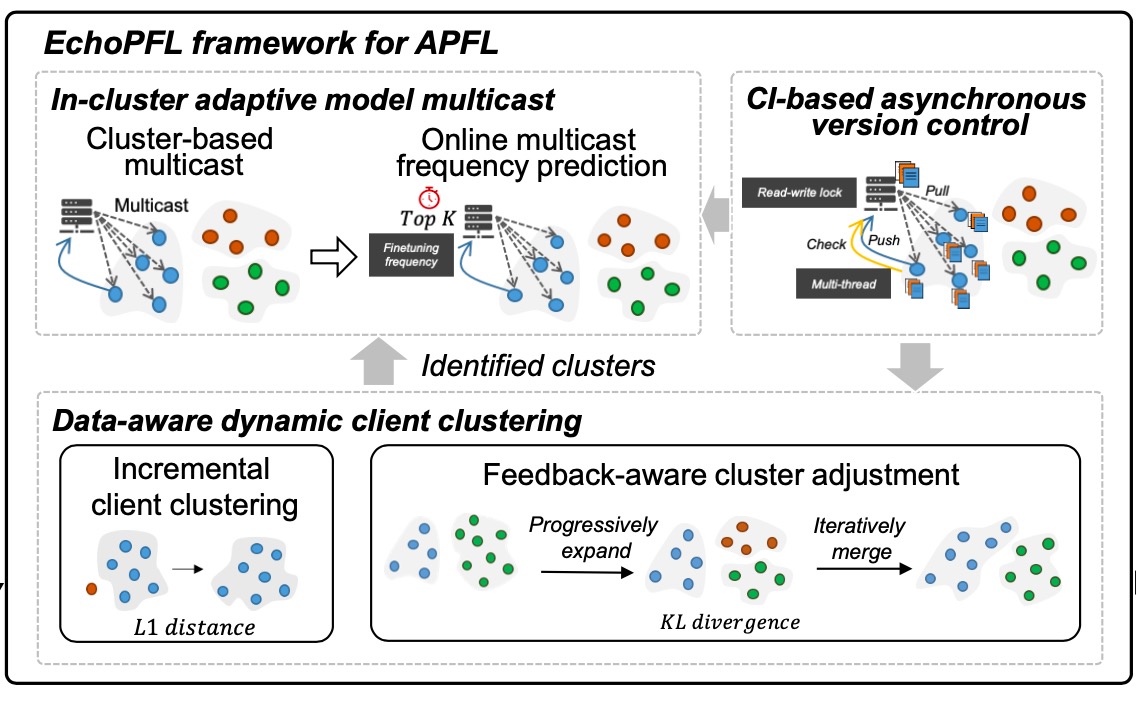 EchoPFL framework for APFL
In-cluster adaptive model multicast
Cluster-based
multicast
Multicast
Online multicast
frequency prediction
Top K
Finetuning
frequency
CI-based asynchronous
version control
Read-write lock
Pull
Check
Push
Multi-thread
Identified clusters
Data-aware dynamic client clustering
Incremental
client clustering
L1 distance
Feedback-aware cluster adjustment
Progressively
expand
Iteratively
merge
KL divergence